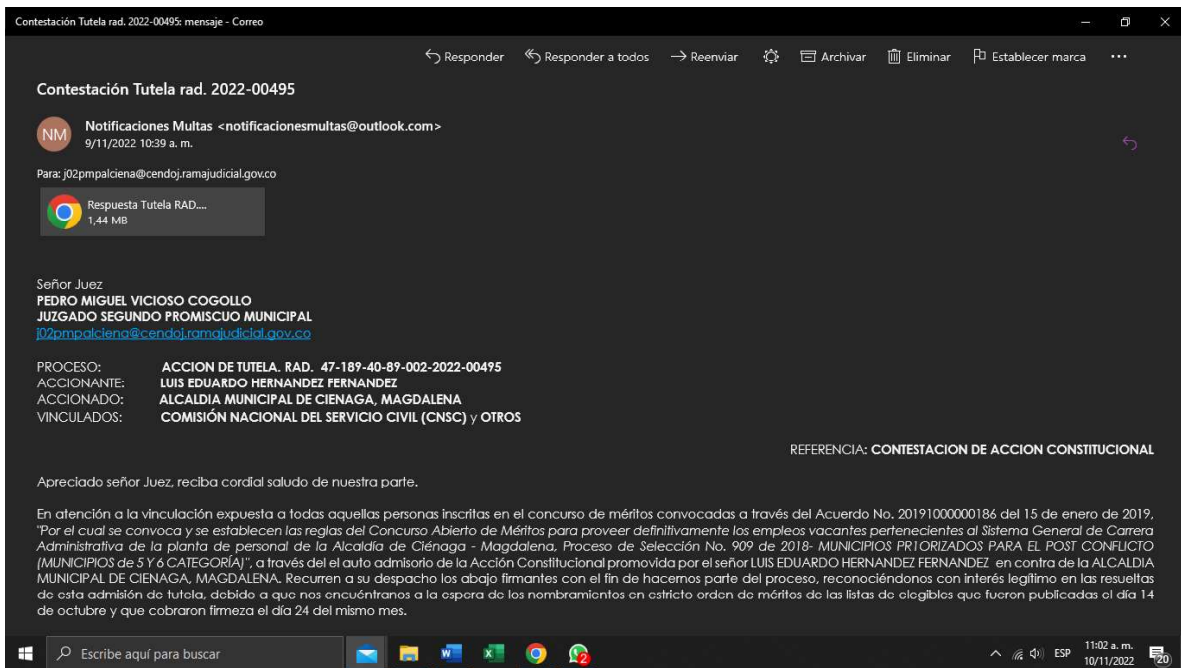 Contestación Tutela rad. 2022-00495: mensaje - Correo
Responder Responder a todos Reenviar Archivar Eliminar Establecer marca ...
Contestación Tutela rad. 2022-00495
NM
Notificaciones Multas <notificacionesmultas@outlook.com>
9/11/2022 10:39 a. m.
Para: j02pmpalciena@cendoj.ramajudicial.gov.co
Respuesta Tutela RAD....
1,44 MB
Señor Juez
PEDRO MIGUEL VICIOSO COGOLLO
JUZGADO SEGUNDO PROMISCUO MUNICIPAL
j02pmpalciena@cendoj.ramajudicial.gov.co
PROCESO: ACCION DE TUTELA. RAD. 47-189-40-89-002-2022-00495
ACCIONANTE: LUIS EDUARDO HERNANDEZ FERNANDEZ
ACCIONADO: ALCALDIA MUNICIPAL DE CIENAGA, MAGDALENA
VINCULADOS: COMISIÓN NACIONAL DEL SERVICIO CIVIL (CNSC) y OTROS
REFERENCIA: CONTESTACION DE ACCION CONSTITUCIONAL
Apreciado señor Juez, reciba cordial saludo de nuestra parte.
En atención a la vinculación expuesta a todas aquellas personas inscritas en el concurso de méritos convocadas a través del Acuerdo No. 20191000000186 del 15 de enero de 2019,
"Por el cual se convoca y se establecen las reglas del Concurso Abierto de Méritos para proveer definitivamente los empleos vacantes pertenecientes al Sistema General de Carrera
Administrativa de la planta de personal de la Alcaldía de Ciénaga - Magdalena, Proceso de Selección No. 909 de 2018- MUNICIPIOS PR1ORIZADOS PARA EL POST CONFLICTO
(MUNICIPIOS de 5 Y 6 CATEGORÍA)", a través del el auto admisorio de la Acción Constitucional promovida por el señor LUIS EDUARDO HERNANDEZ FERNANDEZ en contra de la ALCALDIA
MUNICIPAL DE CIENAGA, MAGDALENA. Recurren a su despacho los abajo firmantes con el fin de hacernos parte del proceso, reconociéndonos con interés legítimo en las resueltas
de esta admisión de tutela, debido a que nos encuéntranos a la espera de los nombramientos en estricto orden de méritos de las listas de elegibles que fueron publicadas el día 14
de octubre y que cobraron firmeza el día 24 del mismo mes.
Escribe aquí para buscar
ESP
11:02 a. m.
10/11/2022
20